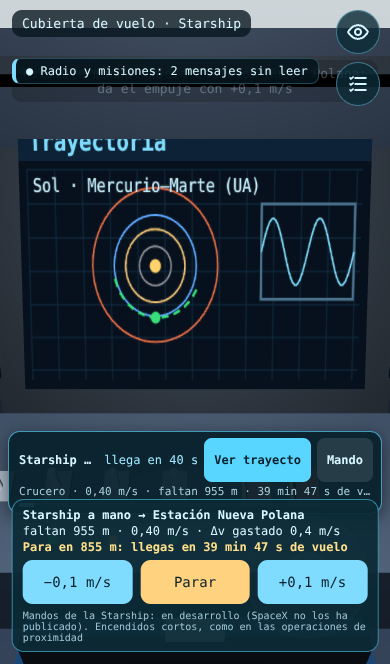 Cubierta de vuelo · Starship
● Radio y misiones: 2 mensajes sin leer
da el empuje con +0,1 m/s
Trayectoria
Sol · Mercurio—Marte (UA)
Starship … llega en 40 s Ver trayecto Mando
Crucero · 0,40 m/s · faltan 955 m · 39 min 47 s de v…
Starship a mano → Estación Nueva Polana
faltan 955 m · 0,40 m/s · Δv gastado 0,4 m/s
Para en 855 m: llegas en 39 min 47 s de vuelo
−0,1 m/s Parar +0,1 m/s
Mandos de la Starship: en desarrollo (SpaceX no los ha
publicado). Encendidos cortos, como en las operaciones de
proximidad